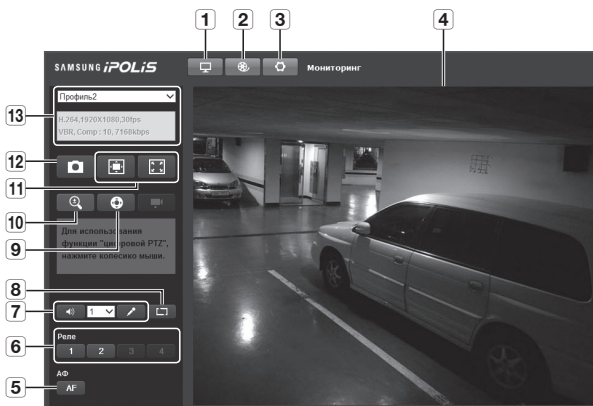 1
2
3
4
SAMSUNG iPOLiS
Мониторинг
Профиль2
13
H.264,1920X1080,30fps
VBR, Comp : 10, 7168kbps
12
11
10
9
Для использования
функции "цифровой PTZ",
нажмите колесико мыши.
8
7
1
Реле
6
1
2
3
4
АФ
5
AF